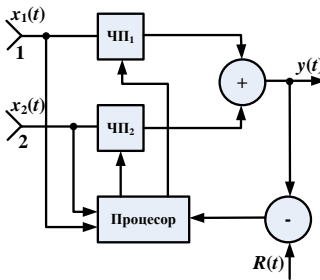 x₁(t)
1
ЧП₁
+
y(t)
x₂(t)
2
ЧП₂
Процесор
-
R(t)